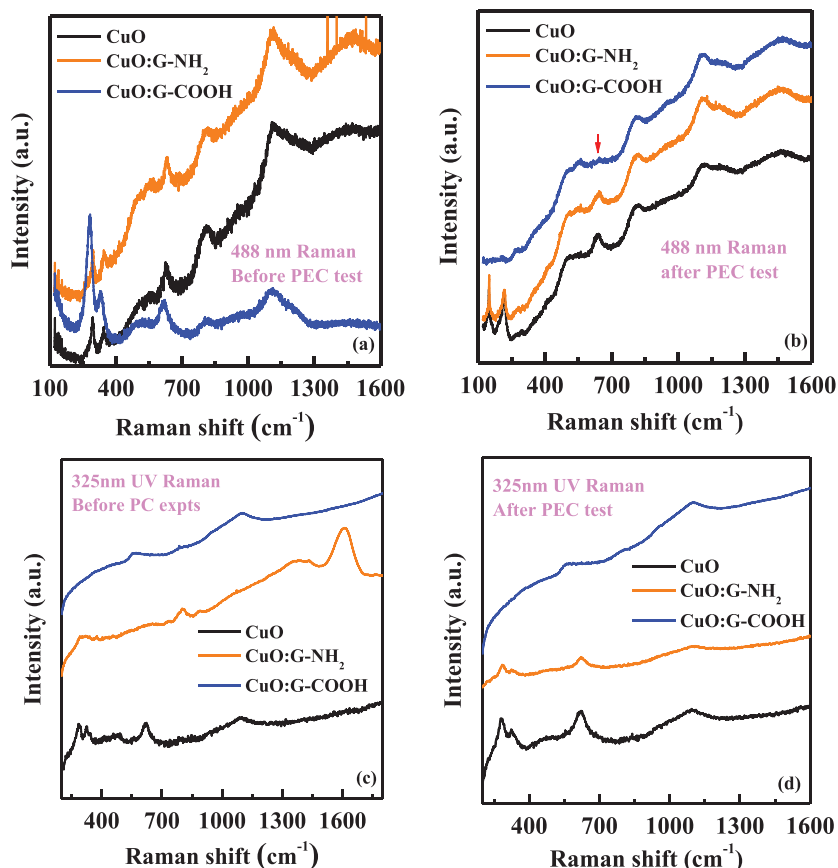 CuO
CuO:G-NH₂
CuO:G-COOH
488 nm Raman
Before PEC test
(a)
Intensity (a.u.)
100 400 700 1000 1300 1600
Raman shift (cm⁻¹)
CuO
CuO:G-NH₂
CuO:G-COOH
488 nm Raman
after PEC test
(b)
Intensity (a.u.)
100 400 700 1000 1300 1600
Raman shift (cm⁻¹)
325nm UV Raman
Before PC expts
CuO
CuO:G-NH₂
CuO:G-COOH
(c)
Intensity (a.u.)
400 700 1000 1300 1600
Raman shift (cm⁻¹)
325nm UV Raman
After PEC test
CuO
CuO:G-NH₂
CuO:G-COOH
(d)
Intensity (a.u.)
400 700 1000 1300 1600
Raman shift (cm⁻¹)